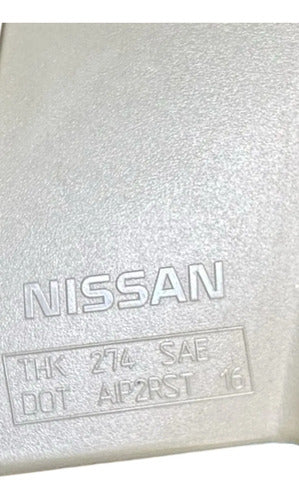 NISSAN
THK 274 SAE
DOT AIP2RST 16